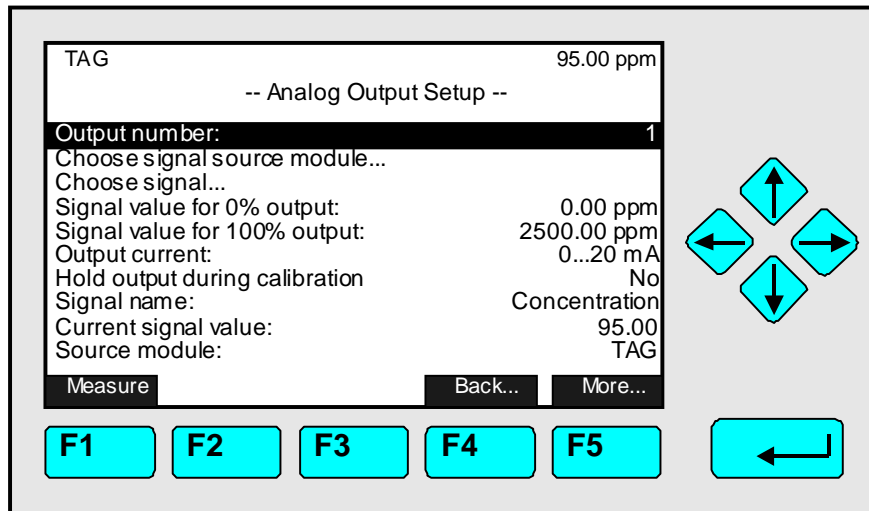 TAG 95.00 ppm
-- Analog Output Setup --
Output number: 1
Choose signal source module...
Choose signal...
Signal value for 0% output: 0.00 ppm
Signal value for 100% output: 2500.00 ppm
Output current: 0...20 mA
Hold output during calibration No
Signal name: Concentration
Current signal value: 95.00
Source module: TAG
Measure Back... More...
F1 F2 F3 F4 F5